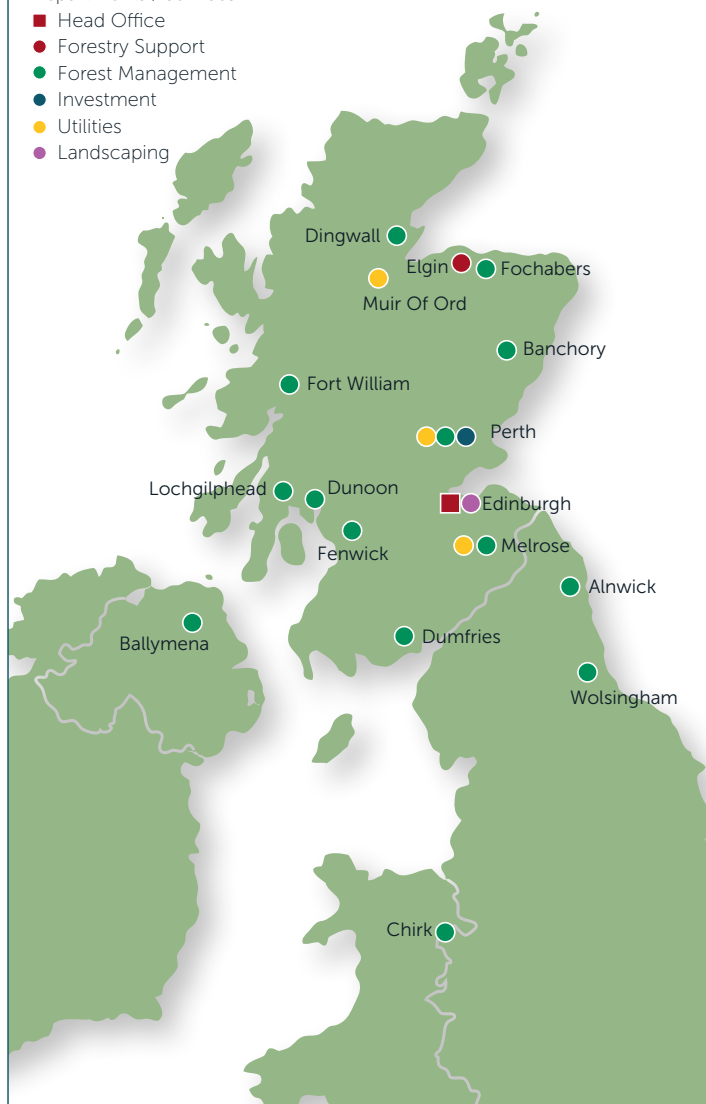 Head Office
Forestry Support
Forest Management
Investment
Utilities
Landscaping
Dingwall
Elgin
Fochabers
Muir Of Ord
Banchory
Fort William
Perth
Lochgilphead
Dunoon
Edinburgh
Fenwick
Melrose
Alnwick
Ballymena
Dumfries
Wolsingham
Chirk